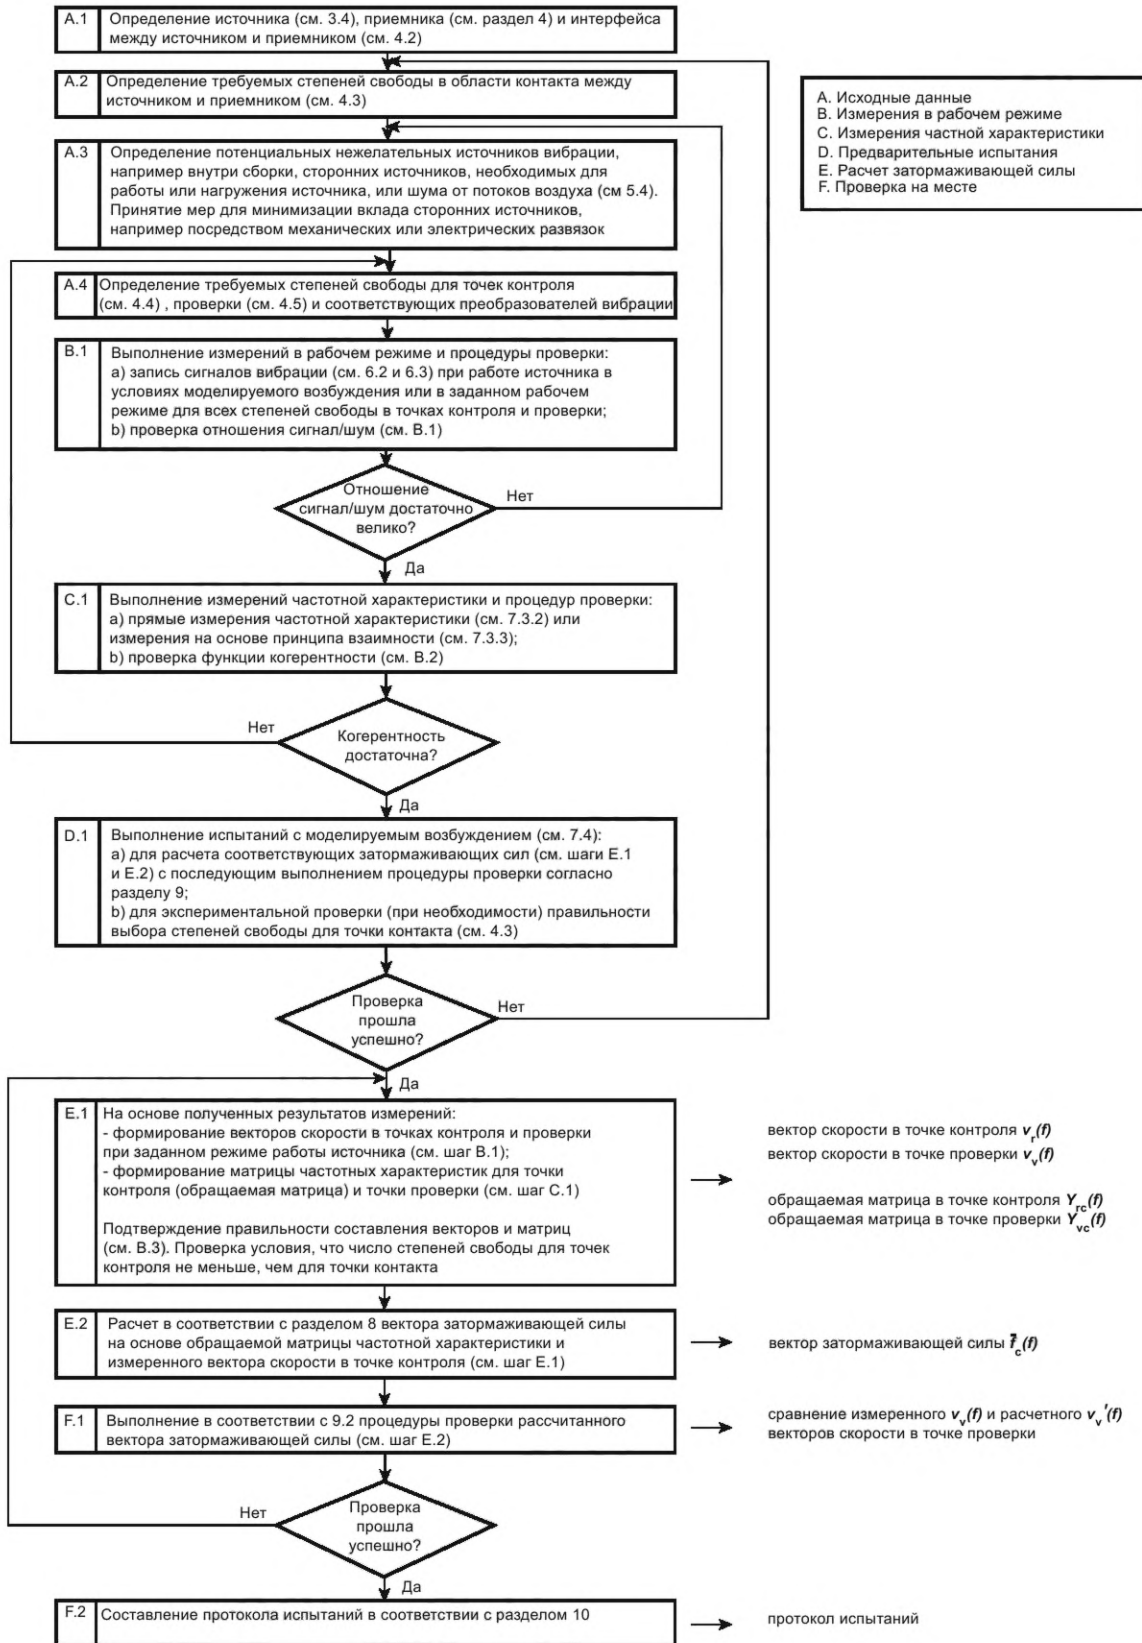 A.1
Определение источника (см. 3.4), приемника (см. раздел 4) и интерфейса
между источником и приемником (см. 4.2)
A.2
Определение требуемых степеней свободы в области контакта между
источником и приемником (см. 4.3)
A. Исходные данные
B. Измерения в рабочем режиме
C. Измерения частной характеристики
D. Предварительные испытания
E. Расчет затормаживающей силы
F. Проверка на месте
A.3
Определение потенциальных нежелательных источников вибрации,
например внутри сборки, сторонних источников, необходимых для
работы или нагружения источника, или шума от потоков воздуха (см 5.4).
Принятие мер для минимизации вклада сторонних источников,
например посредством механических или электрических развязок
A.4
Определение требуемых степеней свободы для точек контроля
(см. 4.4) , проверки (см. 4.5) и соответствующих преобразователей вибрации
B.1
Выполнение измерений в рабочем режиме и процедуры проверки:
a) запись сигналов вибрации (см. 6.2 и 6.3) при работе источника в
условиях моделируемого возбуждения или в заданном рабочем
режиме для всех степеней свободы в точках контроля и проверки;
b) проверка отношения сигнал/шум (см. B.1)
Отношение
сигнал/шум достаточно
велико?
Нет
Да
C.1
Выполнение измерений частотной характеристики и процедур проверки:
a) прямые измерения частотной характеристики (см. 7.3.2) или
измерения на основе принципа взаимности (см. 7.3.3);
b) проверка функции когерентности (см. B.2)
Нет
Когерентность
достаточна?
Да
D.1
Выполнение испытаний с моделируемым возбуждением (см. 7.4):
a) для расчета соответствующих затормаживающих сил (см. шаги E.1
и E.2) с последующим выполнением процедуры проверки согласно
разделу 9;
b) для экспериментальной проверки (при необходимости) правильности
выбора степеней свободы для точки контакта (см. 4.3)
Проверка
прошла
успешно?
Нет
Да
E.1
На основе полученных результатов измерений:
- формирование векторов скорости в точках контроля и проверки
при заданном режиме работы источника (см. шаг B.1);
- формирование матрицы частотных характеристик для точки
контроля (обращаемая матрица) и точки проверки (см. шаг C.1)
Подтверждение правильности составления векторов и матриц
(см. B.3). Проверка условия, что число степеней свободы для точек
контроля не меньше, чем для точки контакта
вектор скорости в точке контроля v_r(f)
вектор скорости в точке проверки v_v(f)
обращаемая матрица в точке контроля Y_rc(f)
обращаемая матрица в точке проверки Y_vc(f)
E.2
Расчет в соответствии с разделом 8 вектора затормаживающей силы
на основе обращаемой матрицы частотной характеристики и
измеренного вектора скорости в точке контроля (см. шаг E.1)
вектор затормаживающей силы f̄_c(f)
F.1
Выполнение в соответствии с 9.2 процедуры проверки рассчитанного
вектора затормаживающей силы (см. шаг E.2)
сравнение измеренного v_v(f) и расчетного v_v'(f)
векторов скорости в точке проверки
Нет
Проверка
прошла
успешно?
Да
F.2
Составление протокола испытаний в соответствии с разделом 10
протокол испытаний